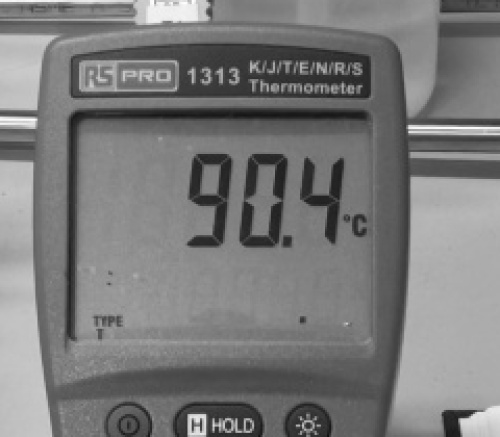 RS PRO 1313 K/J/T/E/N/R/S
Thermometer
90.4 °C
TYPE
T
H HOLD